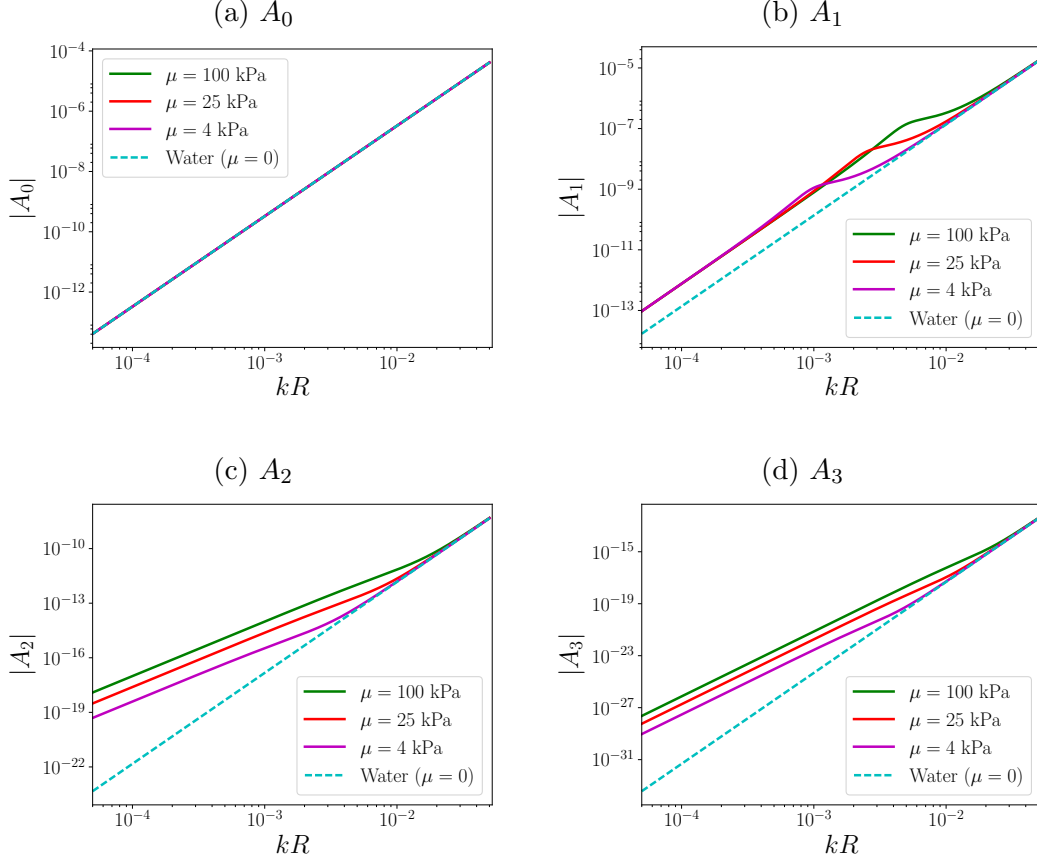 (a) A₀
|A₀|
10⁻⁴
10⁻⁶
10⁻⁸
10⁻¹⁰
10⁻¹²
μ = 100 kPa
μ = 25 kPa
μ = 4 kPa
Water (μ = 0)
10⁻⁴ 10⁻³ 10⁻²
kR
(b) A₁
|A₁|
10⁻⁵
10⁻⁷
10⁻⁹
10⁻¹¹
10⁻¹³
μ = 100 kPa
μ = 25 kPa
μ = 4 kPa
Water (μ = 0)
10⁻⁴ 10⁻³ 10⁻²
kR
(c) A₂
|A₂|
10⁻¹⁰
10⁻¹³
10⁻¹⁶
10⁻¹⁹
10⁻²²
μ = 100 kPa
μ = 25 kPa
μ = 4 kPa
Water (μ = 0)
10⁻⁴ 10⁻³ 10⁻²
kR
(d) A₃
|A₃|
10⁻¹⁵
10⁻¹⁹
10⁻²³
10⁻²⁷
10⁻³¹
μ = 100 kPa
μ = 25 kPa
μ = 4 kPa
Water (μ = 0)
10⁻⁴ 10⁻³ 10⁻²
kR